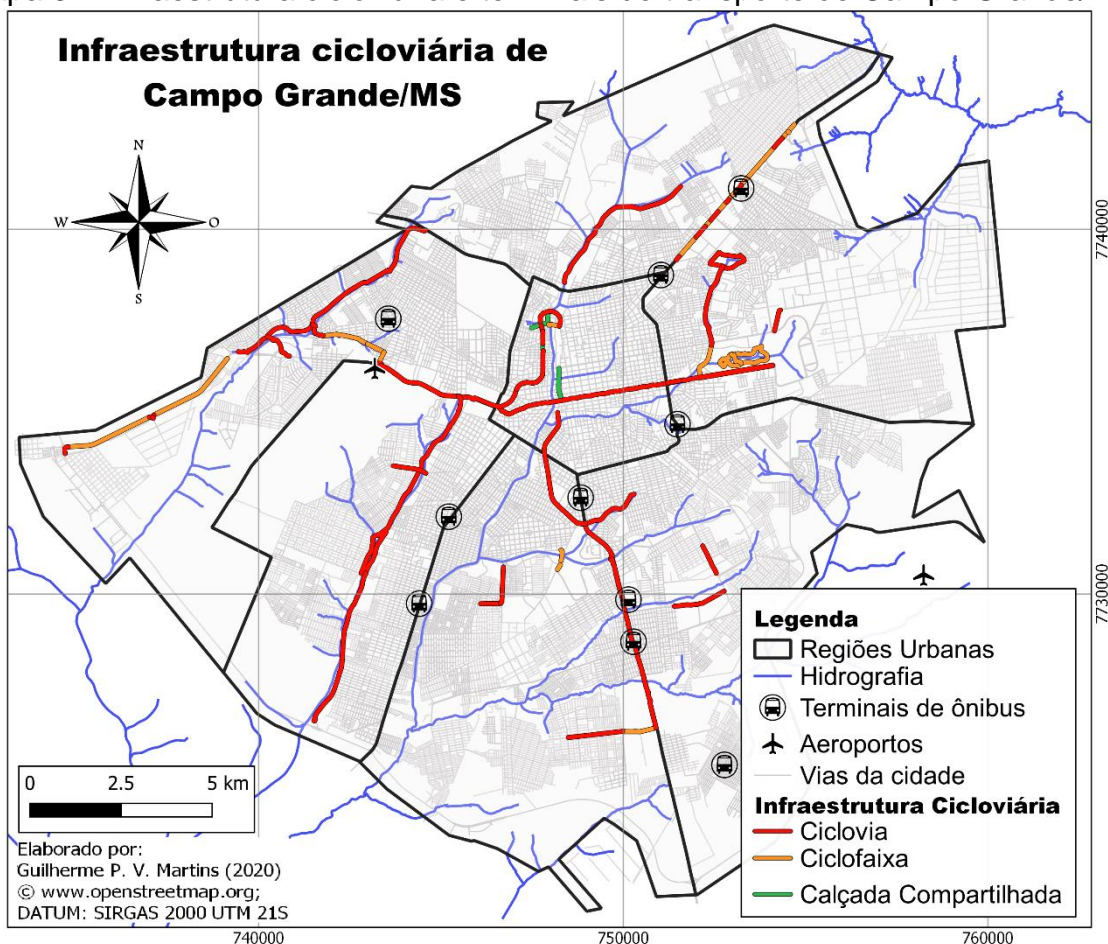 Infraestrutura cicloviária de
Campo Grande/MS
N
W
O
S
7740000
7730000
Legenda
Regiões Urbanas
Hidrografia
Terminais de ônibus
Aeroportos
Vias da cidade
Infraestrutura Cicloviária
Ciclovia
Ciclofaixa
Calçada Compartilhada
0 2.5 5 km
Elaborado por:
Guilherme P. V. Martins (2020)
© www.openstreetmap.org;
DATUM: SIRGAS 2000 UTM 21S
740000 750000 760000